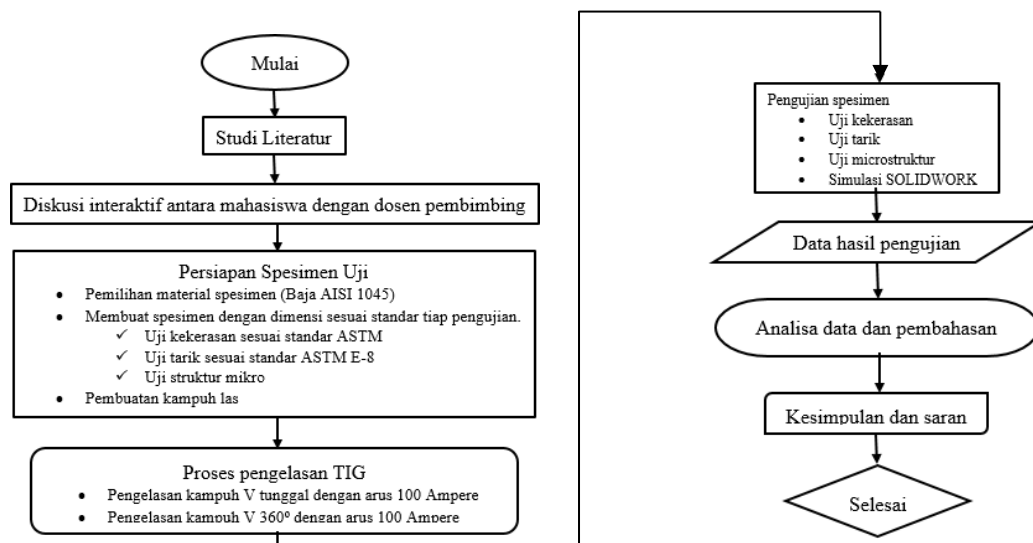 Mulai
Studi Literatur
Diskusi interaktif antara mahasiswa dengan dosen pembimbing
Persiapan Spesimen Uji
• Pemilihan material spesimen (Baja AISI 1045)
• Membuat spesimen dengan dimensi sesuai standar tiap pengujian.
✓ Uji kekerasan sesuai standar ASTM
✓ Uji tarik sesuai standar ASTM E-8
✓ Uji struktur mikro
• Pembuatan kampuh las
Proses pengelasan TIG
• Pengelasan kampuh V tunggal dengan arus 100 Ampere
• Pengelasan kampuh V 360º dengan arus 100 Ampere
Pengujian spesimen
• Uji kekerasan
• Uji tarik
• Uji microstruktur
• Simulasi SOLIDWORK
Data hasil pengujian
Analisa data dan pembahasan
Kesimpulan dan saran
Selesai